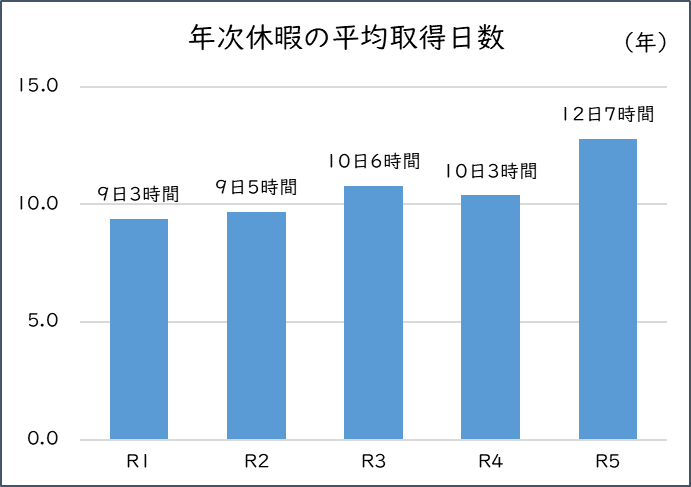 年次休暇の平均取得日数
(年)
15.0
12日7時間
10日6時間
10日3時間
9日3時間
9日5時間
10.0
5.0
0.0
R1 R2 R3 R4 R5